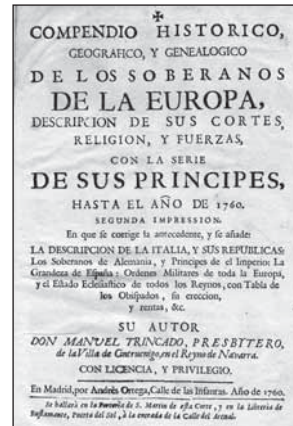 COMPENDIO HISTORICO,
GEOGRAFICO, Y GENEALOGICO
DE LOS SOBERANOS
DE LA EUROPA,
DESCRIPCION DE SUS CORTES,
RELIGION, Y FUERZAS,
CON LA SERIE
DE SUS PRINCIPES,
HASTA EL AÑO DE 1760.
SEGUNDA IMPRESSION.
En que se corrige la antecedente, y se añade:
LA DESCRIPCION DE LA ITALIA, Y SUS REPUBLICAS:
Los Soberanos de Alemania, y Principes del Imperio: La
Grandeza de España: Ordenes Militares de toda la Europa,
y el Estado Eclesiastico de todos los Reynos, con Tabla de
los Obispados, su creccion,
y rentas, &c.
SU AUTOR
DON MANUEL TRINCADO, PRESBITERO,
de la Villa de Cintruenigo, en el Reyno de Navarra.
CON LICENCIA, Y PRIVILEGIO.
En Madrid, por Andrès Ortega, Calle de las Infantas. Año de 1760.
Se hallarà en la Porteria de S. Martin de esta Corte, y en la Libreria de
Bustamante, Puerta del Sol, à la entrada de la Calle del Arenal.